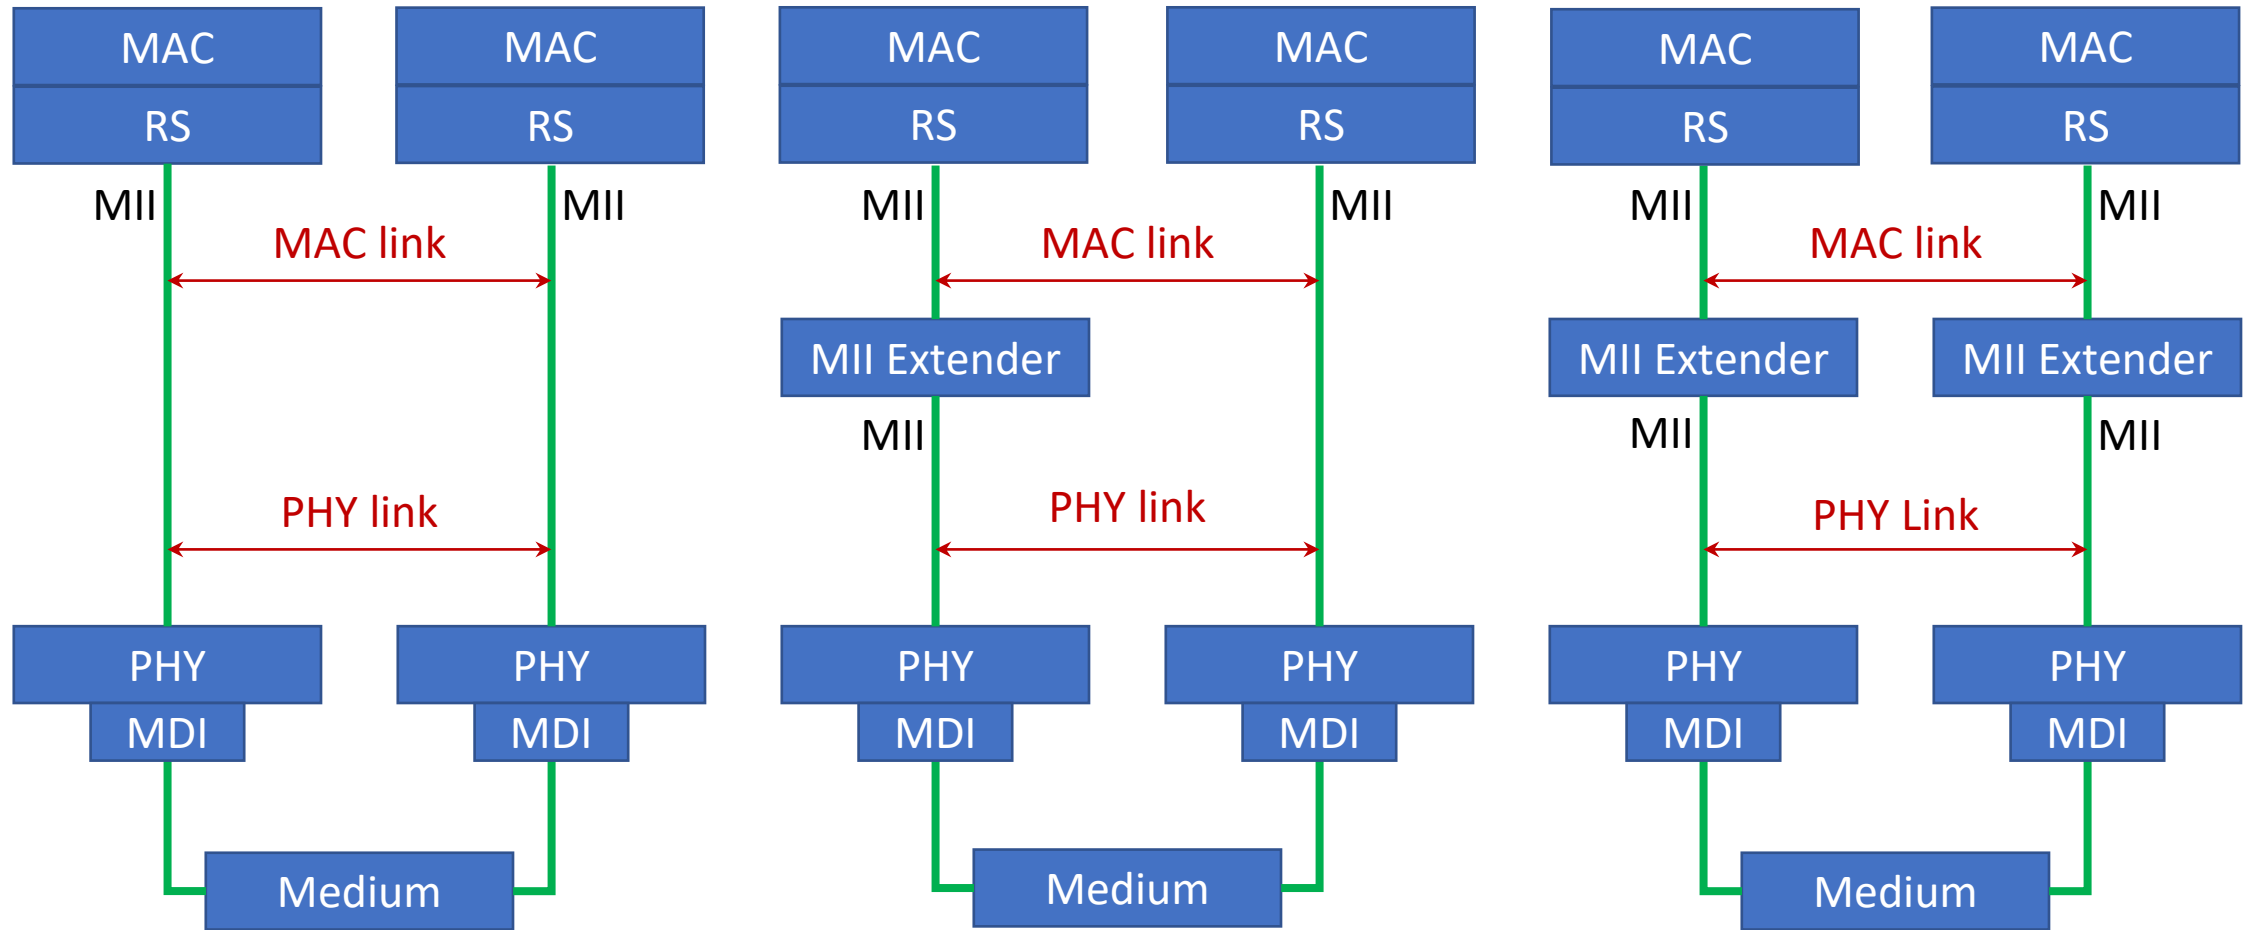 MAC
MAC
MAC
MAC
MAC
MAC
RS
RS
RS
RS
RS
RS
MII
MII
MII
MII
MII
MII
MAC link
MAC link
MAC link
MII Extender
MII Extender
MII Extender
MII
MII
MII
PHY link
PHY link
PHY Link
PHY
PHY
PHY
PHY
PHY
PHY
MDI
MDI
MDI
MDI
MDI
MDI
Medium
Medium
Medium